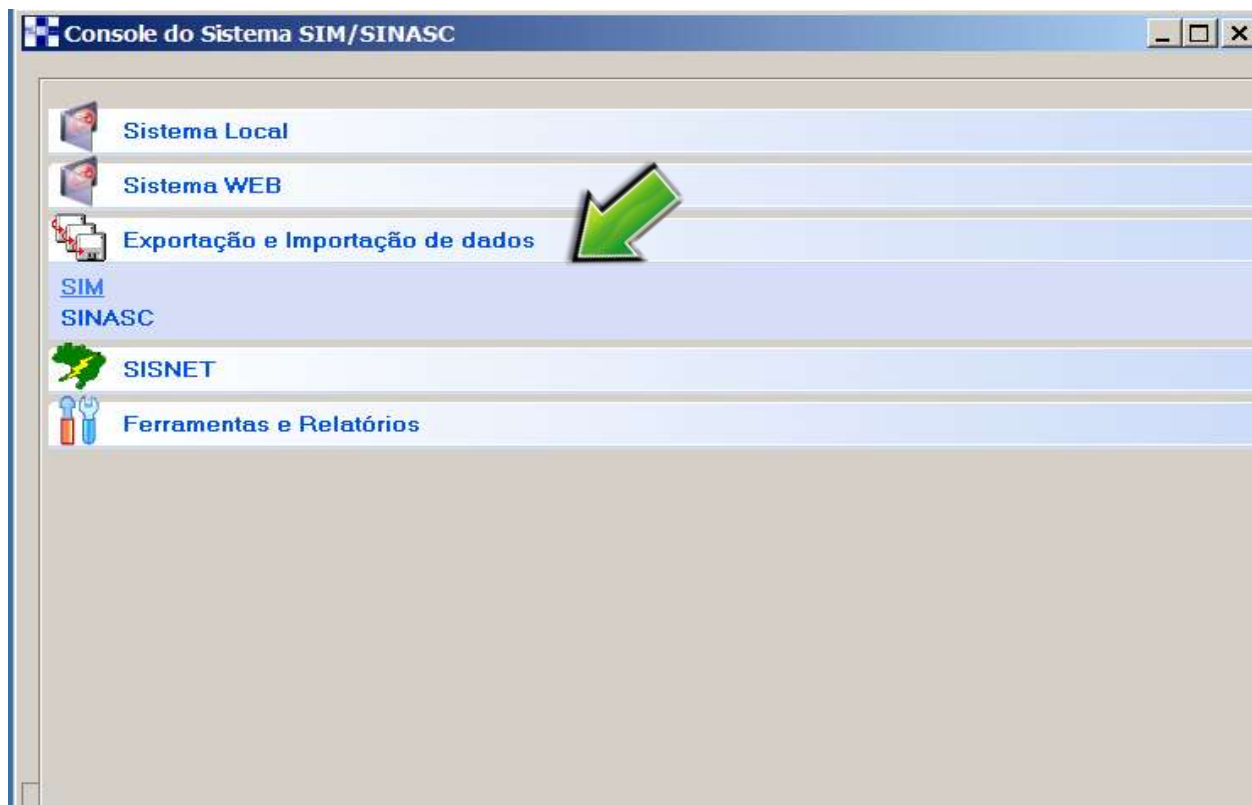 Console do Sistema SIM/SINASC
Sistema Local
Sistema WEB
Exportação e Importação de dados
SIM
SINASC
SISNET
Ferramentas e Relatórios